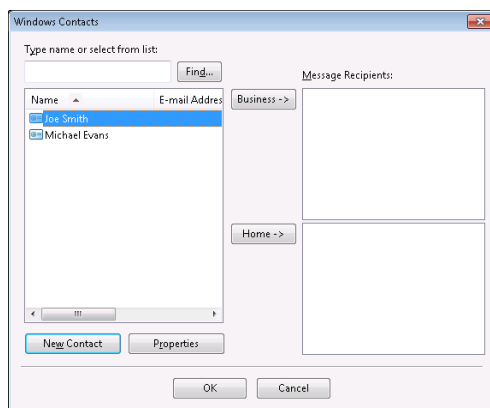 Windows Contacts
Type name or select from list:
Find...
Message Recipients:
Name E-mail Addres
Business ->
Joe Smith
Michael Evans
Home ->
New Contact Properties
OK Cancel